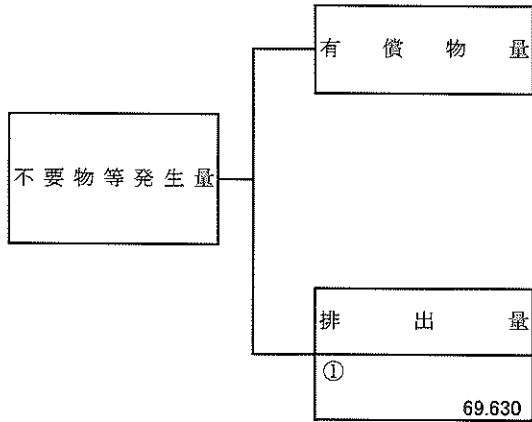 有償物量
不要物等発生量
排出量
①
69.630